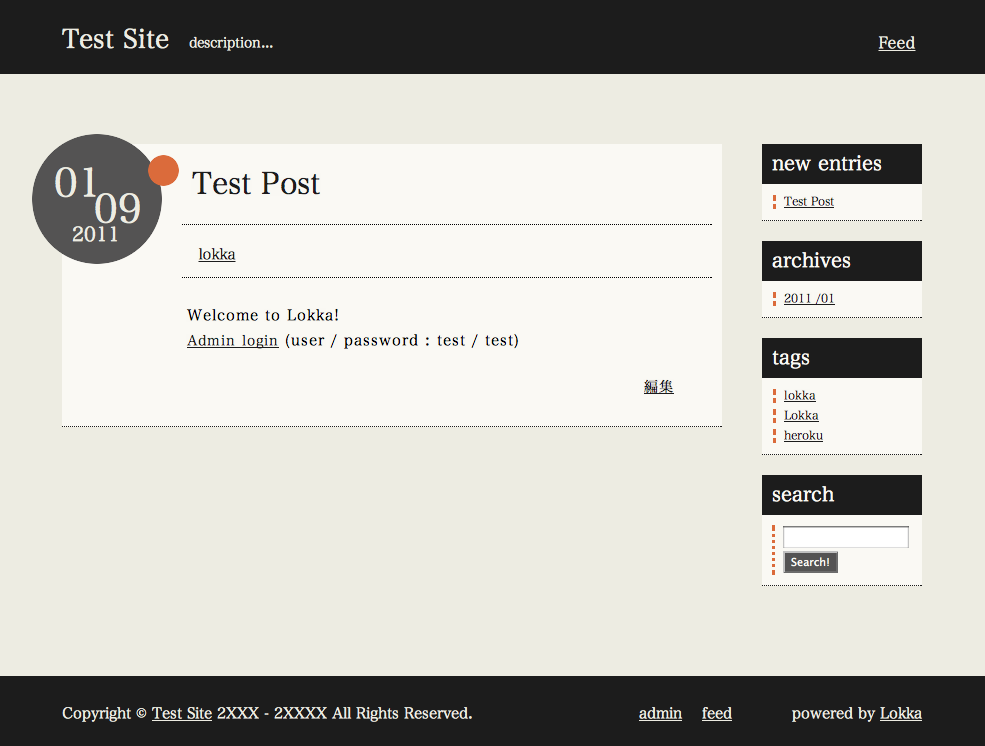 Test Site description...
Feed
01
09
2011
Test Post
lokka
Welcome to Lokka!
Admin login (user / password : test / test)
編集
new entries
Test Post
archives
2011 /01
tags
lokka
Lokka
heroku
search
Search!
Copyright © Test Site 2XXX - 2XXXX All Rights Reserved.
admin feed
powered by Lokka